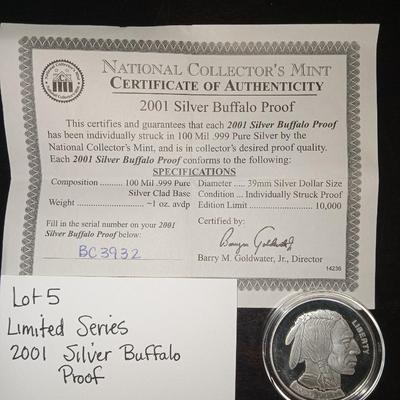 NATIONAL COLLECTOR'S MINT
CERTIFICATE OF AUTHENTICITY
2001 Silver Buffalo Proof
This certifies and guarantees that each 2001 Silver Buffalo Proof
has been individually struck in 100 Mil .999 Pure Silver by the
National Collector's Mint, and is in collector's desired proof quality.
Each 2001 Silver Buffalo Proof conforms to the following:
SPECIFICATIONS
Composition ........ 100 Mil .999 Pure
Silver Clad Base
Weight ................. ~1 oz. avdp
Diameter ..... 39mm Silver Dollar Size
Condition ... Individually Struck Proof
Edition Limit ..................... 10,000
Fill in the serial number on your 2001
Silver Buffalo Proof below:
BC3932
Certified by:
Barry M. Goldwater, Jr., Director
14236
Lot 5
Limited Series
2001 Silver Buffalo
Proof
LIBERTY